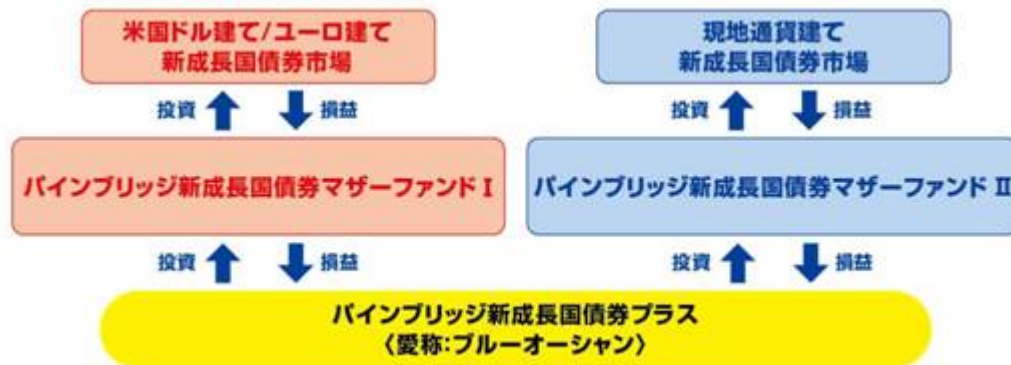 米国ドル建て/ユーロ建て
新成長国債券市場
現地通貨建て
新成長国債券市場
投資
損益
投資
損益
パインブリッジ新成長国債券マザーファンド I
パインブリッジ新成長国債券マザーファンド II
投資
損益
投資
損益
パインブリッジ新成長国債券プラス
〈愛称:ブルーオーシャン〉